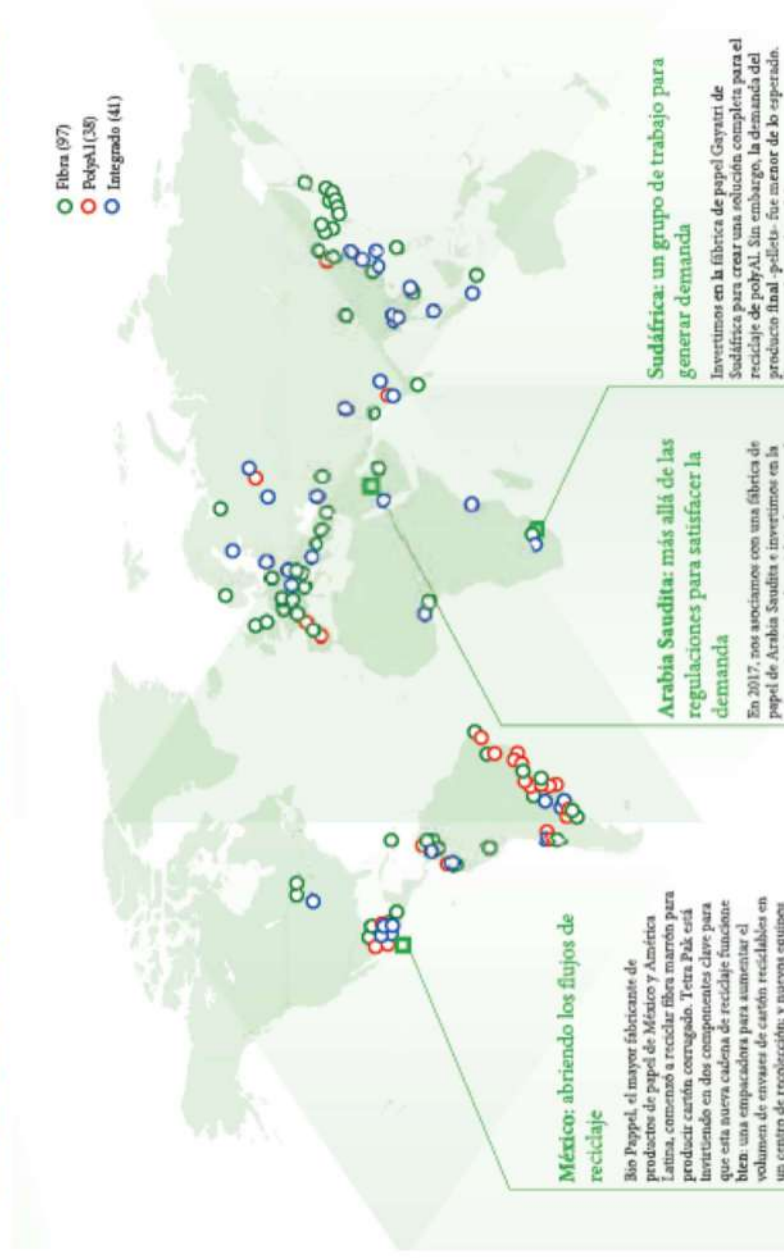 Fibra (97)
PolyAl(38)
Integrado (41)
México: abriendo los flujos de
reciclaje
Bio Pappel, el mayor fabricante de
productos de papel de México y América
Latina, comenzó a reciclar fibra marrón para
producir cartón corrugado. Tetra Pak está
invirtiendo en dos componentes clave para
que esta nueva cadena de reciclaje funcione
bien: una empacadora para aumentar el
volumen de envases de cartón reciclables en
un centro de recolección; y nuevos equipos
Arabia Saudita: más allá de las
regulaciones para satisfacer la
demanda
En 2017, nos asociamos con una fábrica de
papel de Arabia Saudita e invertimos en la
Sudáfrica: un grupo de trabajo para
generar demanda
Invertimos en la fábrica de papel Gayatri de
Sudáfrica para crear una solución completa para el
reciclaje de polyAl. Sin embargo, la demanda del
producto final -pellets- fue menor de lo esperado.